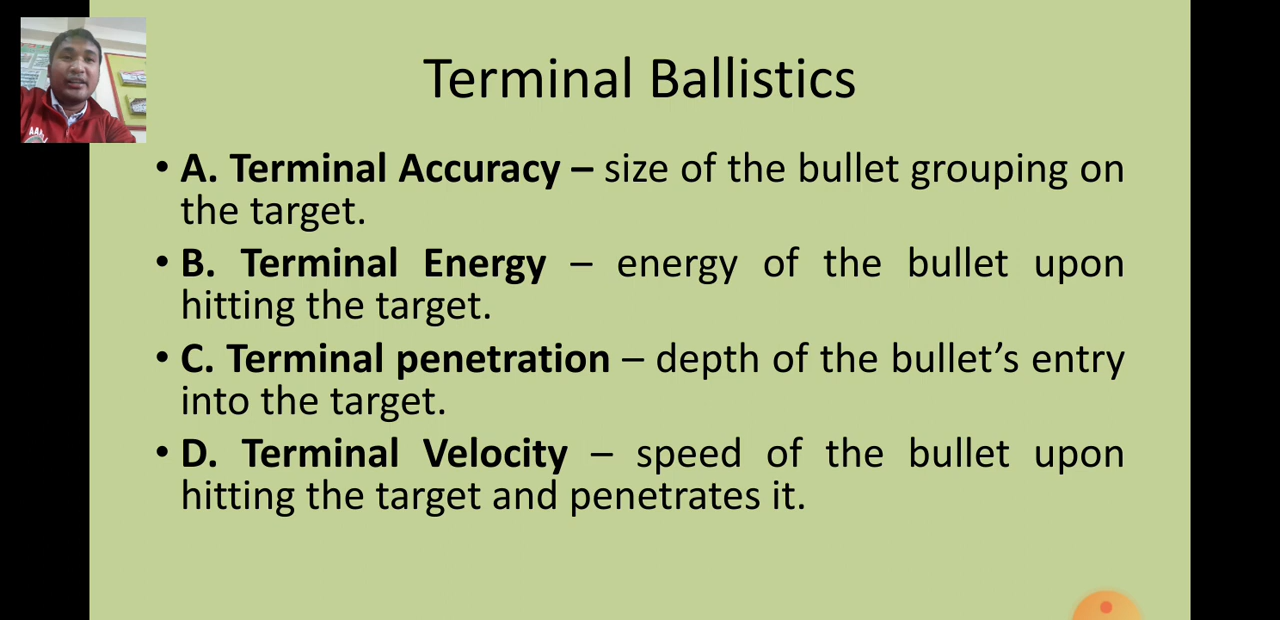 Terminal Ballistics
• A. Terminal Accuracy – size of the bullet grouping on
the target.
• B. Terminal Energy – energy of the bullet upon
hitting the target.
• C. Terminal penetration – depth of the bullet’s entry
into the target.
• D. Terminal Velocity – speed of the bullet upon
hitting the target and penetrates it.